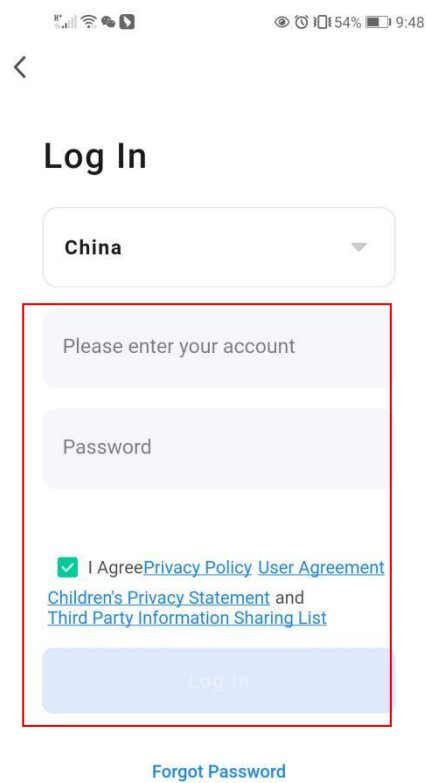 54% 9:48
Log In
China
Please enter your account
Password
I AgreePrivacy Policy User Agreement
Children's Privacy Statement and
Third Party Information Sharing List
Log In
Forgot Password